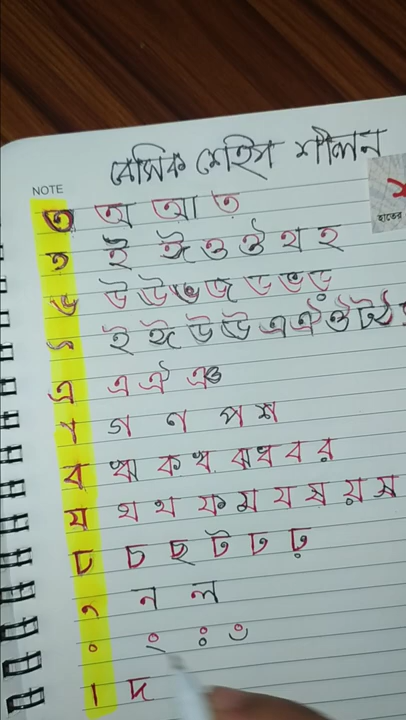 বেসিক শেইপ শীলন
NOTE
হাতের
ত অ আ ত
ও ই ঈ ও ঔ থ হ
ড উ ঊ ভ জ ড ভ ড়
ই ঈ উ ঊ এ ঐ ঔ ট ঠ
এ এ ঐ ঞ
গ ণ প শ
ব ঋ ক খ ঝ ধ ব র
য ঘ থ ফ ম য ষ য় স
চ ছ ট ঢ ঢ়
ন ল
ং ঃ ঁ
। দ